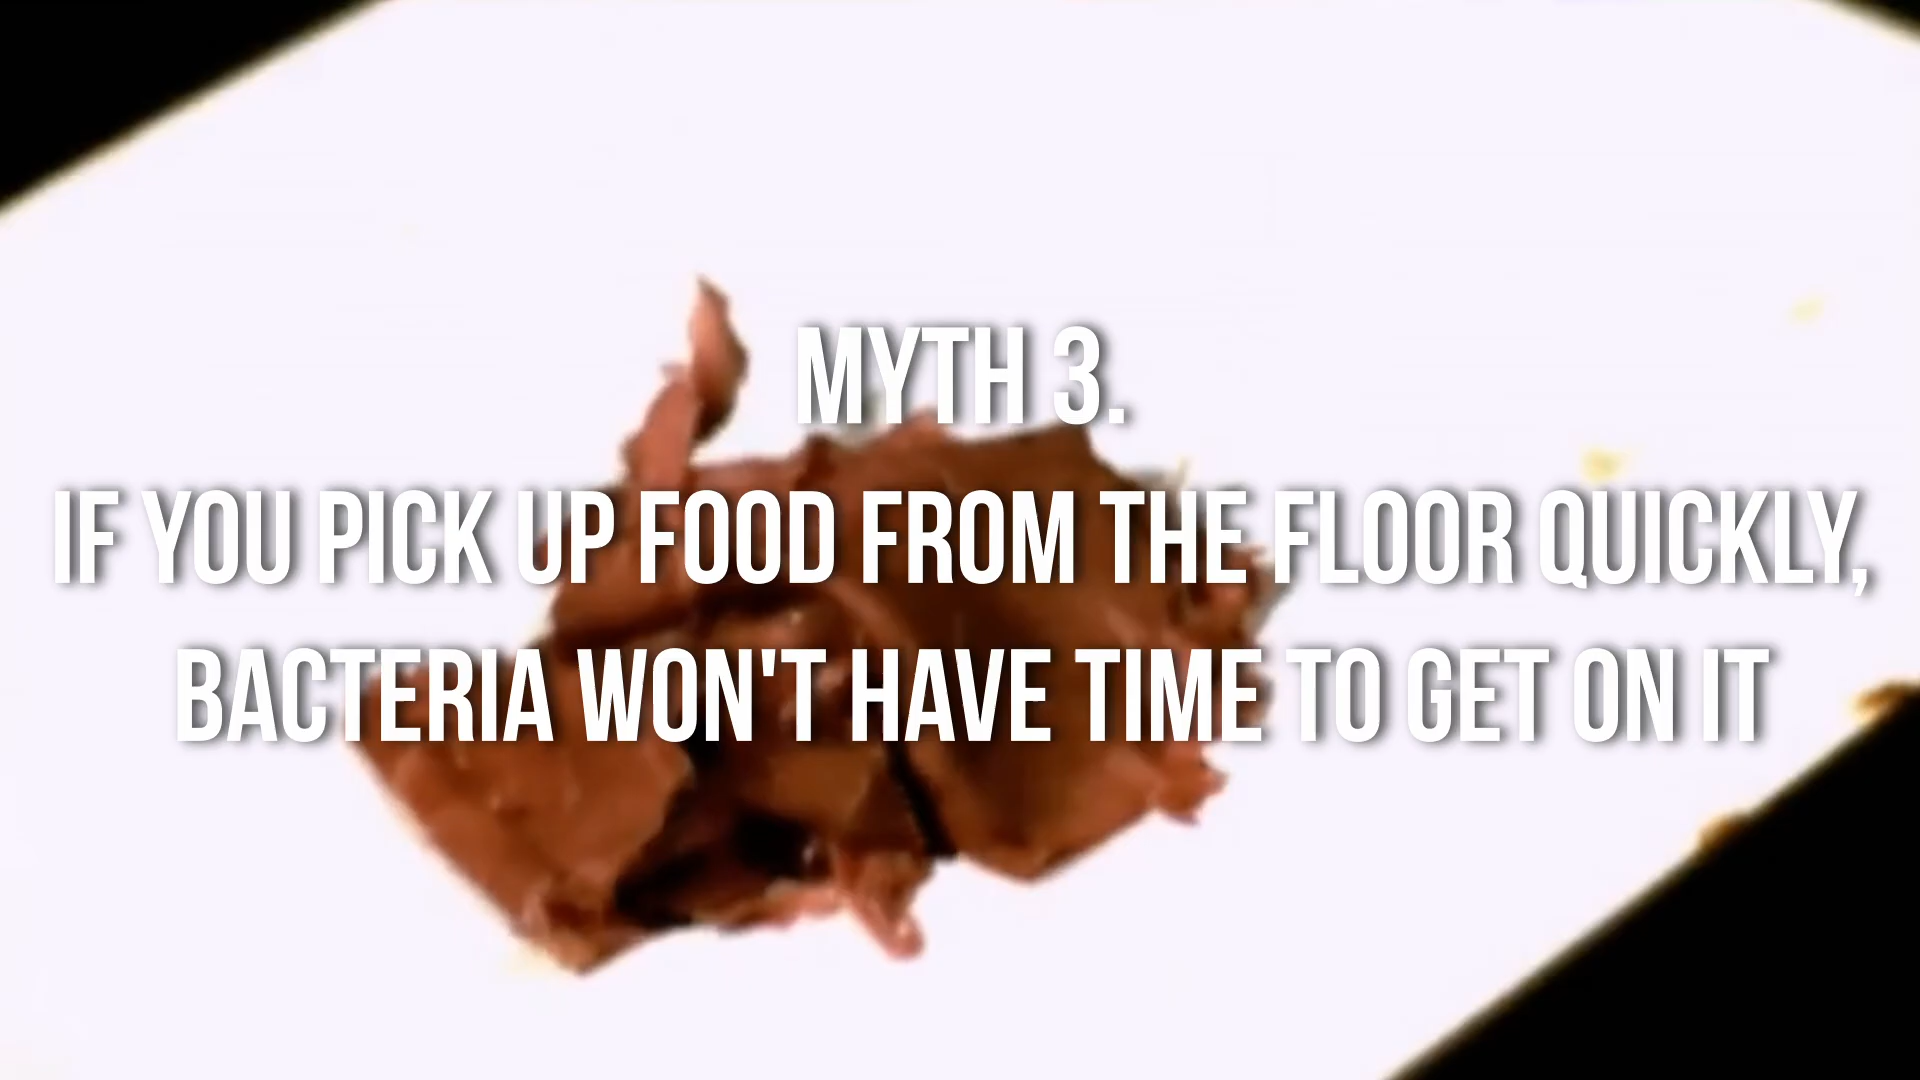 MYTH 3.
IF YOU PICK UP FOOD FROM THE FLOOR QUICKLY,
BACTERIA WON'T HAVE TIME TO GET ON IT